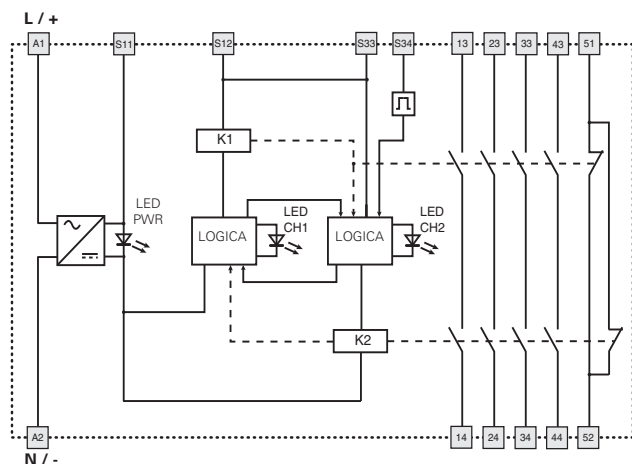 L / +
A1 S11 S12 S33 S34 13 23 33 43 51
K1
LED
PWR
LOGICA
LED
CH1
LOGICA
LED
CH2
K2
A2 14 24 34 44 52
N / -